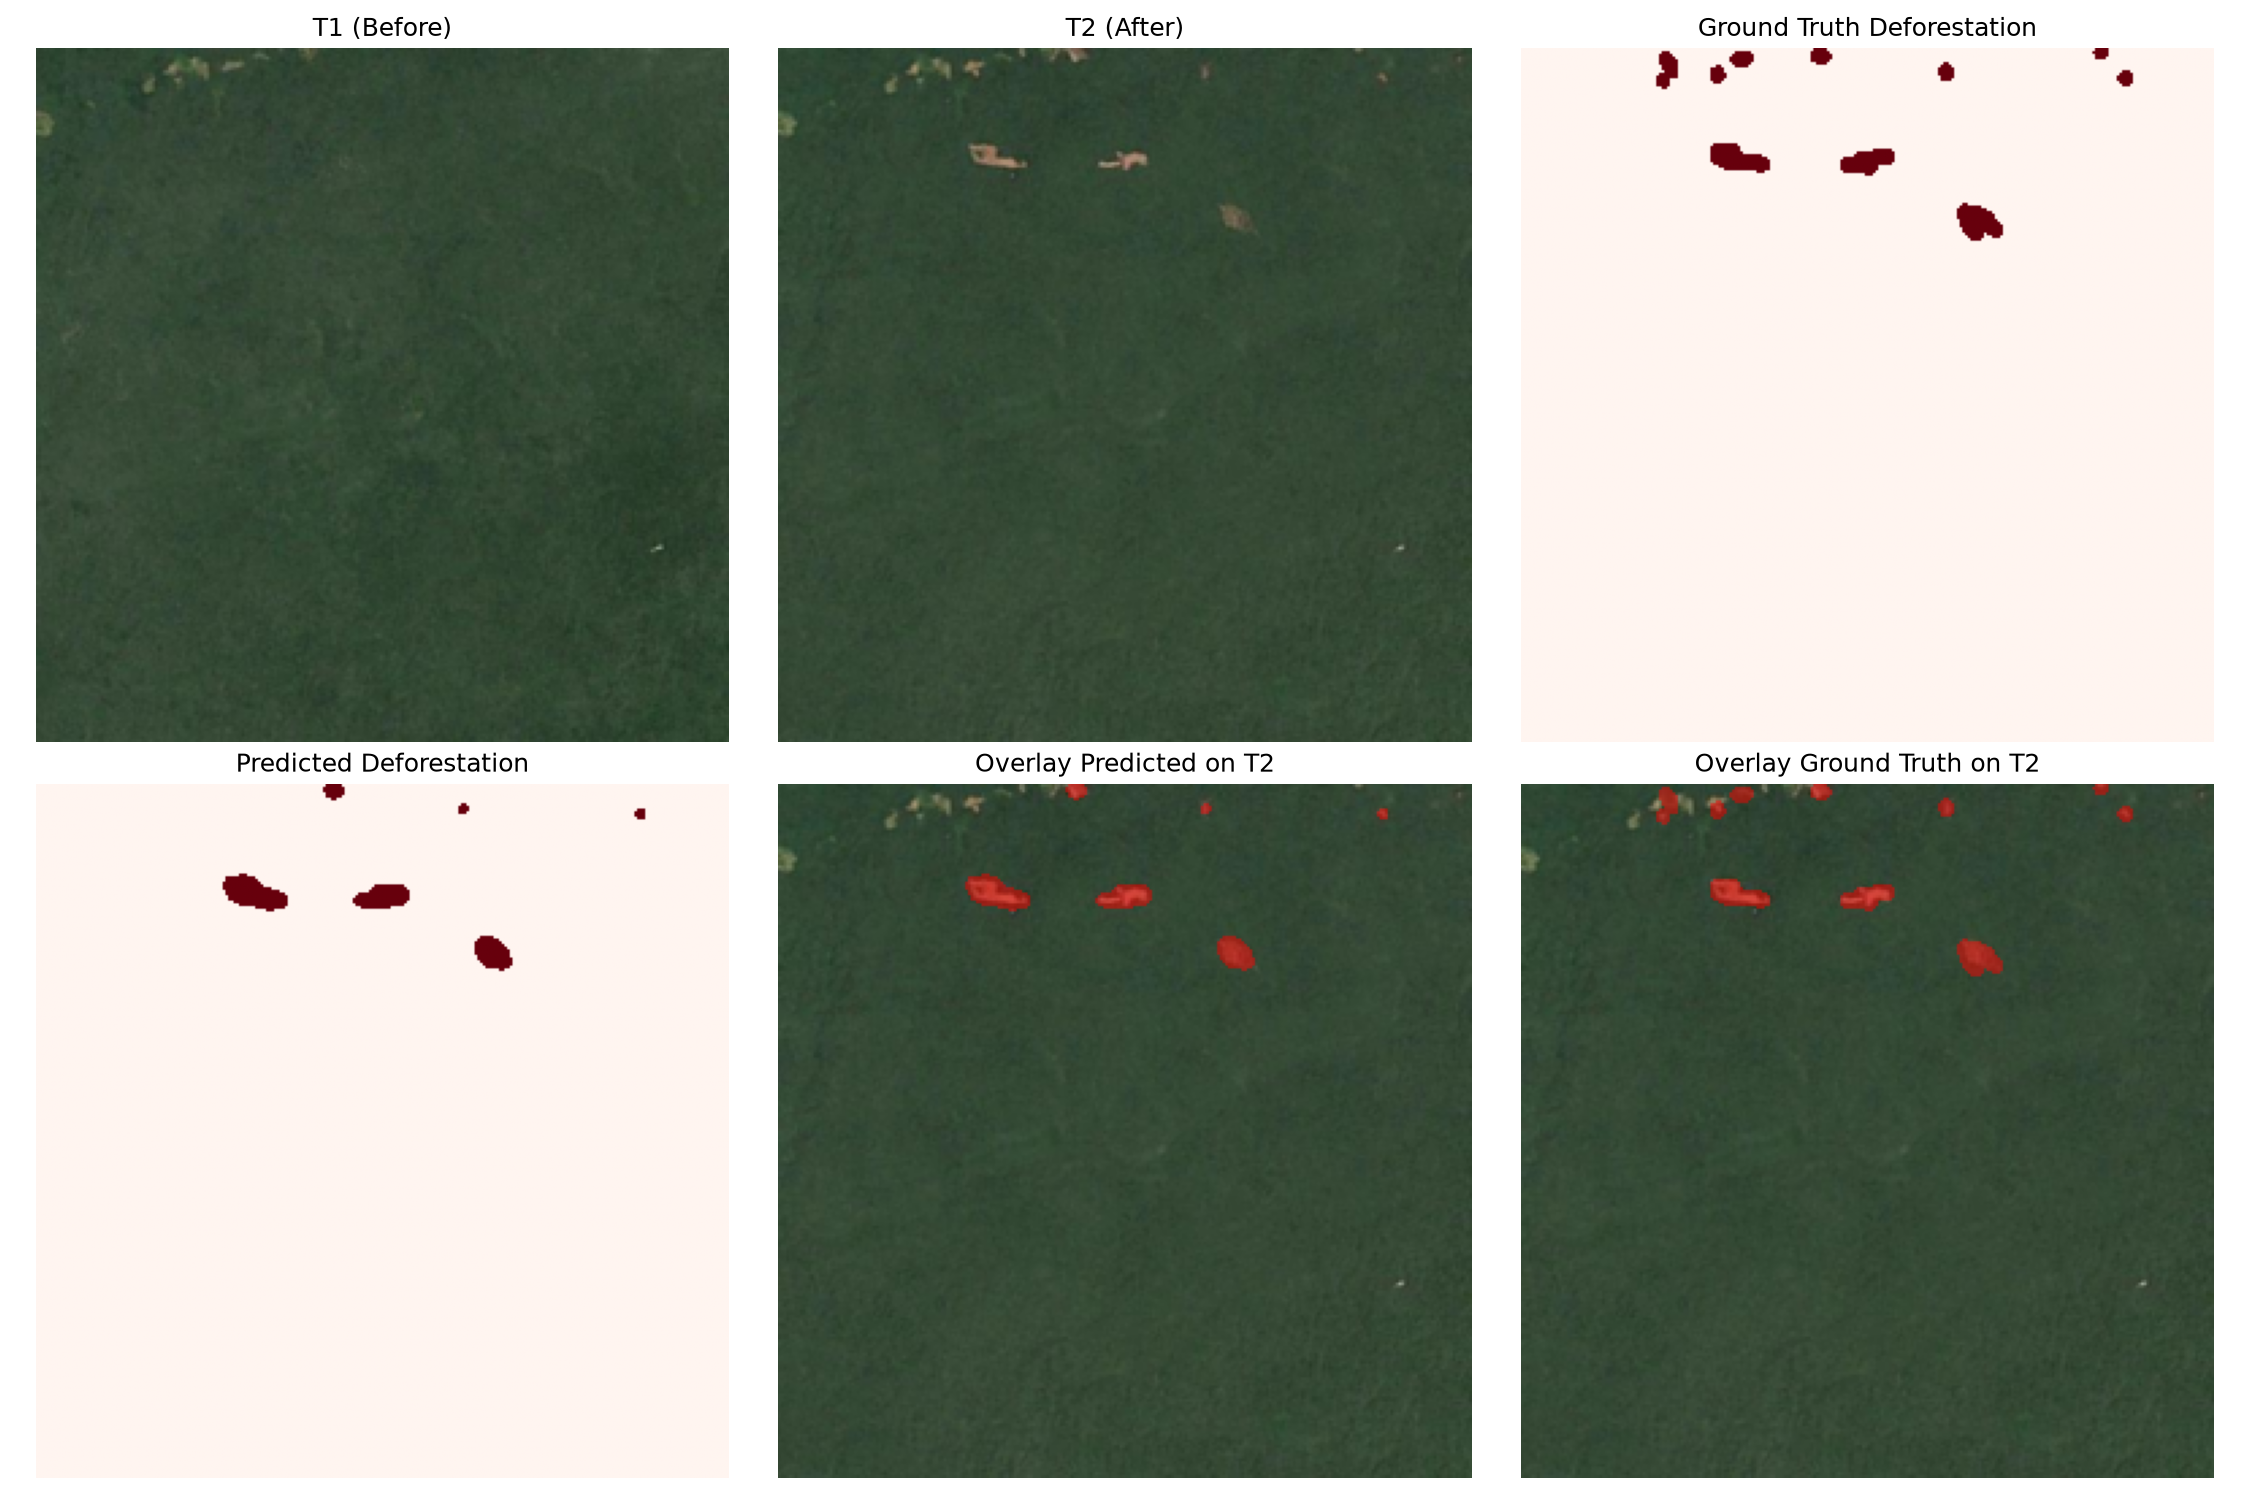 T1 (Before)
T2 (After)
Ground Truth Deforestation
Predicted Deforestation
Overlay Predicted on T2
Overlay Ground Truth on T2